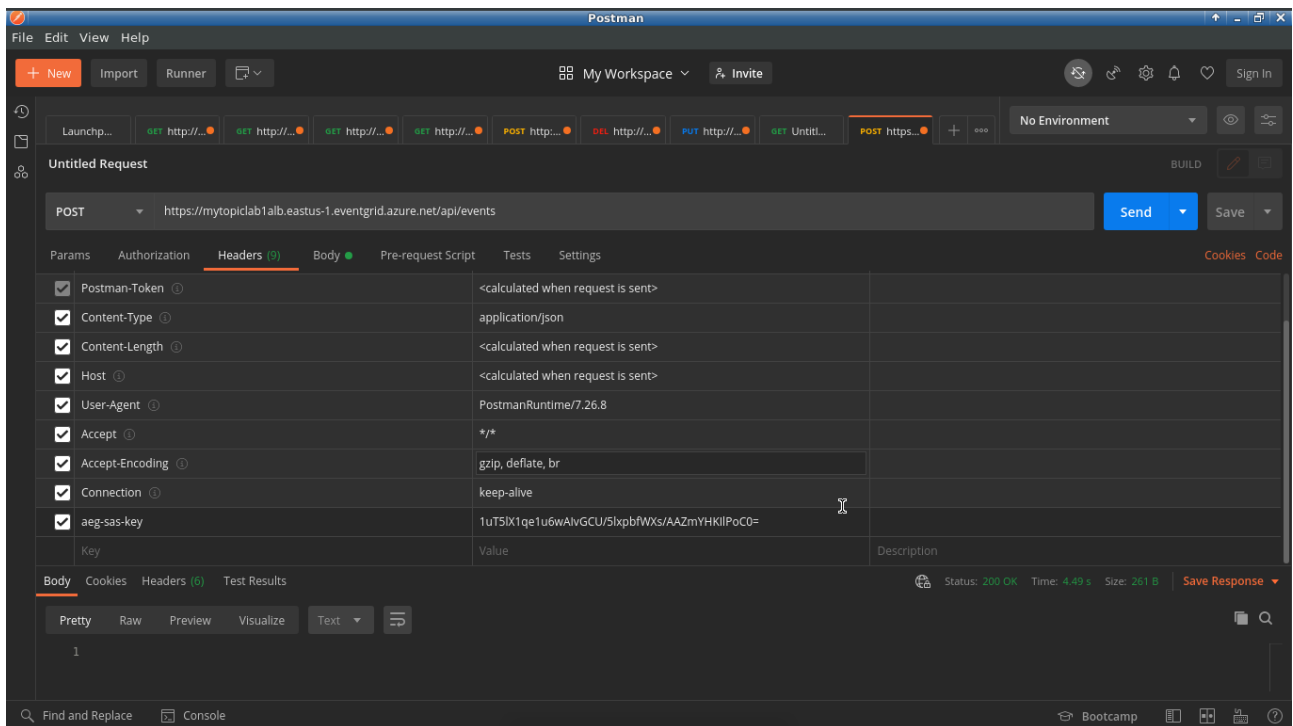 Postman
File Edit View Help
+ New Import Runner My Workspace Invite Sign In
Launchp... GET http://... GET http://... GET http://... GET http://... POST http:... DEL http://... PUT http://... GET Untitl... POST https... No Environment
Untitled Request BUILD
POST https://mytopiclab1alb.eastus-1.eventgrid.azure.net/api/events Send Save
Params Authorization Headers (9) Body Pre-request Script Tests Settings Cookies Code
Postman-Token <calculated when request is sent>
Content-Type application/json
Content-Length <calculated when request is sent>
Host <calculated when request is sent>
User-Agent PostmanRuntime/7.26.8
Accept */*
Accept-Encoding gzip, deflate, br
Connection keep-alive
aeg-sas-key 1uT5lX1qe1u6wAIvGCU/5lxpbfWXs/AAZmYHKIlPoC0=
Key Value Description
Body Cookies Headers (6) Test Results Status: 200 OK Time: 4.49 s Size: 261 B Save Response
Pretty Raw Preview Visualize Text
1
Find and Replace Console Bootcamp